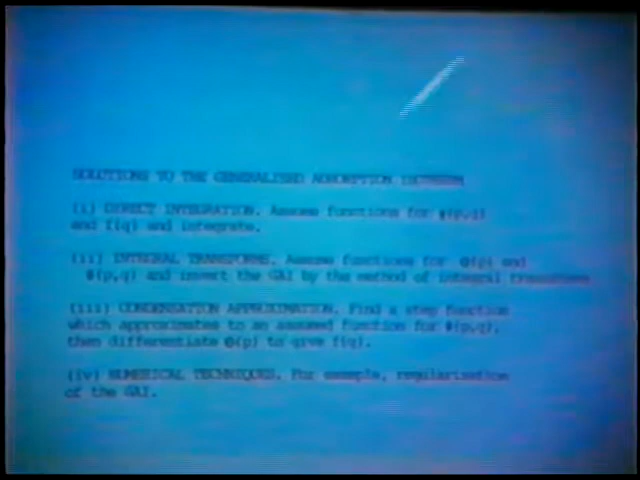 SOLUTIONS TO THE GENERALISED ADSORPTION INTEGRAL
(i) DIRECT INTEGRATION. Assume functions for (p,q)
and f(q) and integrate.
(ii) INTEGRAL TRANSFORMS. Assume functions for (p) and
(p,q) and invert the GAI by the method of integral transforms
(iii) CONDENSATION APPROXIMATION. Find a step function
which approximates to an assumed function for (p,q),
then differentiate (p) to give f(q).
(iv) NUMERICAL TECHNIQUES. For example, regularisation
of the GAI.